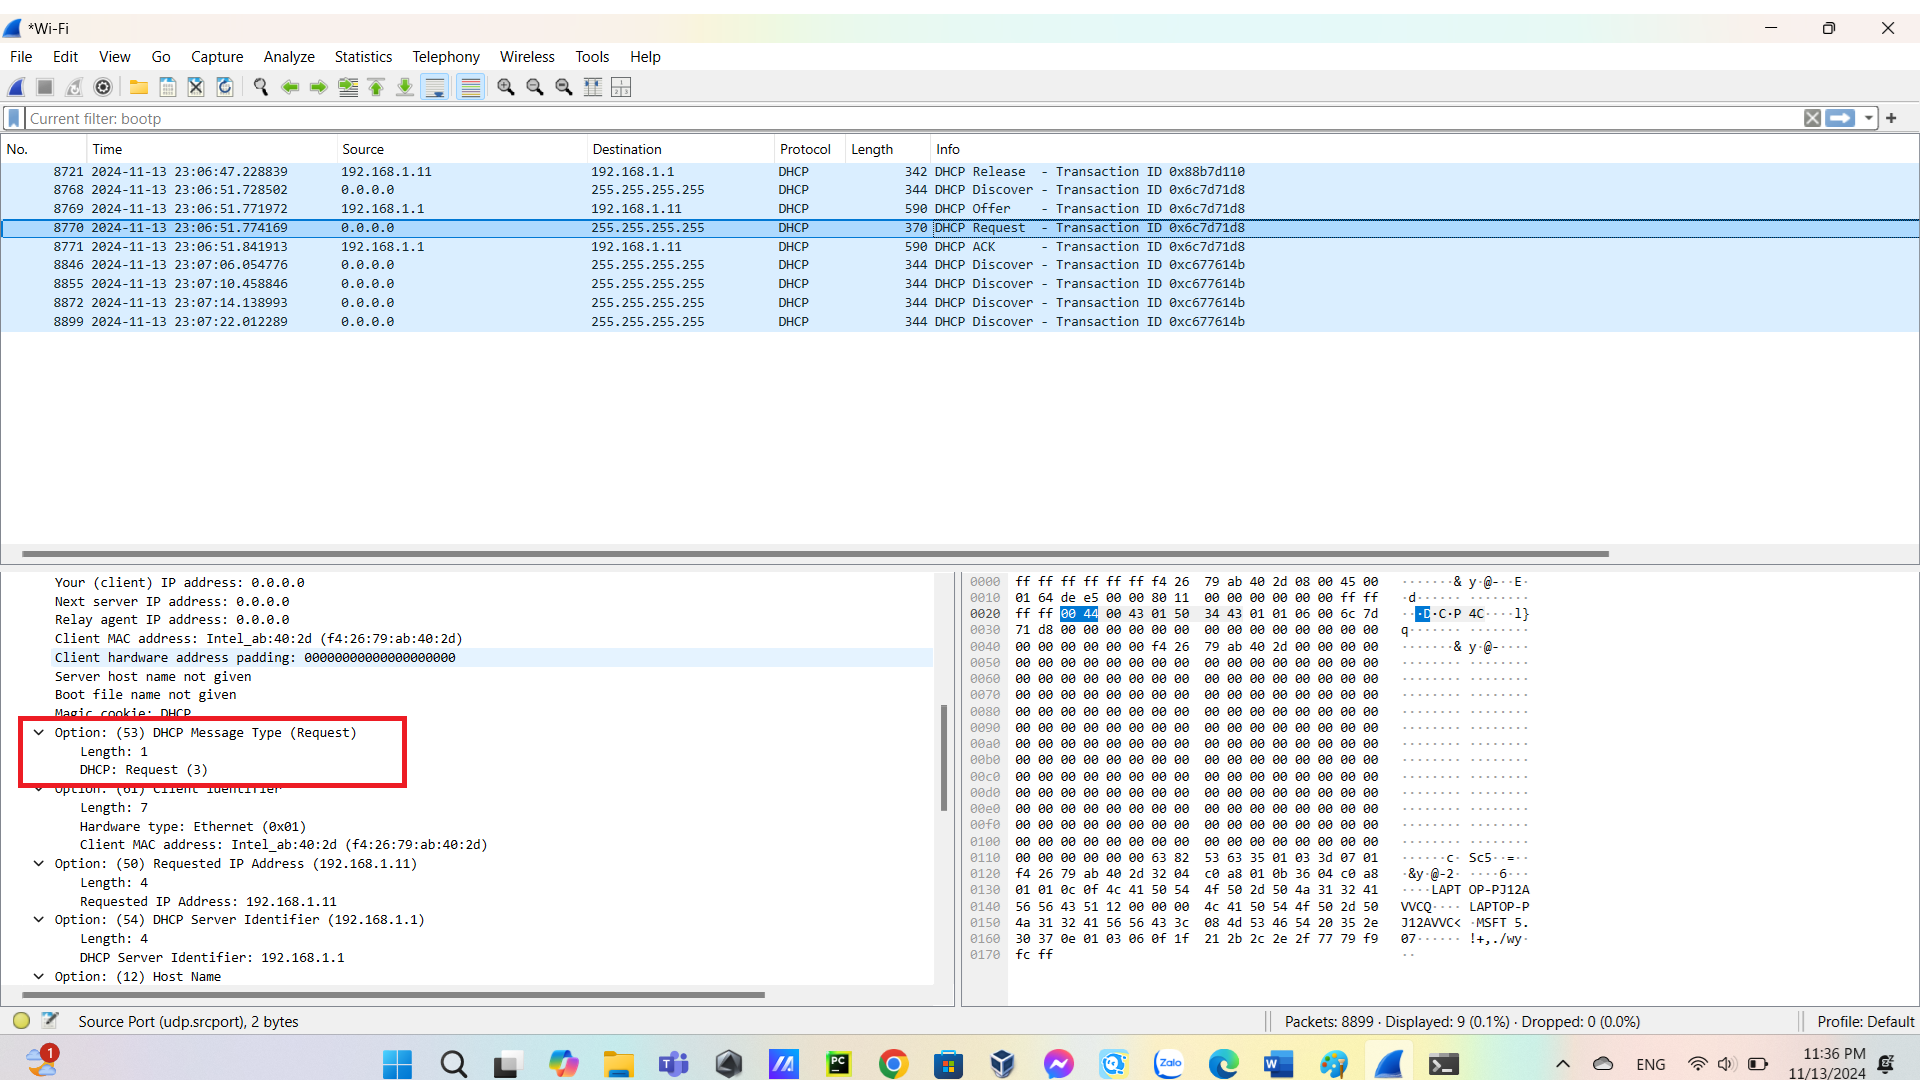 *Wi-Fi
File Edit View Go Capture Analyze Statistics Telephony Wireless Tools Help
Current filter: bootp
No. Time Source Destination Protocol Length Info
8721 2024-11-13 23:06:47.228839 192.168.1.11 192.168.1.1 DHCP 342 DHCP Release - Transaction ID 0x88b7d110
8768 2024-11-13 23:06:51.728502 0.0.0.0 255.255.255.255 DHCP 344 DHCP Discover - Transaction ID 0x6c7d71d8
8769 2024-11-13 23:06:51.771972 192.168.1.1 192.168.1.11 DHCP 590 DHCP Offer - Transaction ID 0x6c7d71d8
8770 2024-11-13 23:06:51.774169 0.0.0.0 255.255.255.255 DHCP 370 DHCP Request - Transaction ID 0x6c7d71d8
8771 2024-11-13 23:06:51.841913 192.168.1.1 192.168.1.11 DHCP 590 DHCP ACK - Transaction ID 0x6c7d71d8
8846 2024-11-13 23:07:06.054776 0.0.0.0 255.255.255.255 DHCP 344 DHCP Discover - Transaction ID 0xc677614b
8855 2024-11-13 23:07:10.458846 0.0.0.0 255.255.255.255 DHCP 344 DHCP Discover - Transaction ID 0xc677614b
8872 2024-11-13 23:07:14.138993 0.0.0.0 255.255.255.255 DHCP 344 DHCP Discover - Transaction ID 0xc677614b
8899 2024-11-13 23:07:22.012289 0.0.0.0 255.255.255.255 DHCP 344 DHCP Discover - Transaction ID 0xc677614b
Your (client) IP address: 0.0.0.0
Next server IP address: 0.0.0.0
Relay agent IP address: 0.0.0.0
Client MAC address: Intel_ab:40:2d (f4:26:79:ab:40:2d)
Client hardware address padding: 00000000000000000000
Server host name not given
Boot file name not given
Magic cookie: DHCP
Option: (53) DHCP Message Type (Request)
Length: 1
DHCP: Request (3)
Option: (61) Client identifier
Length: 7
Hardware type: Ethernet (0x01)
Client MAC address: Intel_ab:40:2d (f4:26:79:ab:40:2d)
Option: (50) Requested IP Address (192.168.1.11)
Length: 4
Requested IP Address: 192.168.1.11
Option: (54) DHCP Server Identifier (192.168.1.1)
Length: 4
DHCP Server Identifier: 192.168.1.1
Option: (12) Host Name
0000 ff ff ff ff ff ff f4 26 79 ab 40 2d 08 00 45 00 ·······& y·@-··E·
0010 01 64 de e5 00 00 80 11 00 00 00 00 00 00 ff ff ·d······ ········
0020 ff ff 00 44 00 43 01 50 34 43 01 01 06 00 6c 7d ···D·C·P 4C····l}
0030 71 d8 00 00 00 00 00 00 00 00 00 00 00 00 00 00 q······· ········
0040 00 00 00 00 00 00 f4 26 79 ab 40 2d 00 00 00 00 ·······& y·@-····
0050 00 00 00 00 00 00 00 00 00 00 00 00 00 00 00 00 ········ ········
0060 00 00 00 00 00 00 00 00 00 00 00 00 00 00 00 00 ········ ········
0070 00 00 00 00 00 00 00 00 00 00 00 00 00 00 00 00 ········ ········
0080 00 00 00 00 00 00 00 00 00 00 00 00 00 00 00 00 ········ ········
0090 00 00 00 00 00 00 00 00 00 00 00 00 00 00 00 00 ········ ········
00a0 00 00 00 00 00 00 00 00 00 00 00 00 00 00 00 00 ········ ········
00b0 00 00 00 00 00 00 00 00 00 00 00 00 00 00 00 00 ········ ········
00c0 00 00 00 00 00 00 00 00 00 00 00 00 00 00 00 00 ········ ········
00d0 00 00 00 00 00 00 00 00 00 00 00 00 00 00 00 00 ········ ········
00e0 00 00 00 00 00 00 00 00 00 00 00 00 00 00 00 00 ········ ········
00f0 00 00 00 00 00 00 00 00 00 00 00 00 00 00 00 00 ········ ········
0100 00 00 00 00 00 00 00 00 00 00 00 00 00 00 00 00 ········ ········
0110 00 00 00 00 00 00 63 82 53 63 35 01 03 3d 07 01 ······c· Sc5··=··
0120 f4 26 79 ab 40 2d 32 04 c0 a8 01 0b 36 04 c0 a8 ·&y·@-2· ····6···
0130 01 01 0c 0f 4c 41 50 54 4f 50 2d 50 4a 31 32 41 ····LAPT OP-PJ12A
0140 56 56 43 51 12 00 00 00 4c 41 50 54 4f 50 2d 50 VVCQ···· LAPTOP-P
0150 4a 31 32 41 56 56 43 3c 08 4d 53 46 54 20 35 2e J12AVVC< ·MSFT 5.
0160 30 37 0e 01 03 06 0f 1f 21 2b 2c 2e 2f 77 79 f9 07······ !+,./wy·
0170 fc ff ··
Source Port (udp.srcport), 2 bytes
Packets: 8899 · Displayed: 9 (0.1%) · Dropped: 0 (0.0%)
Profile: Default
1
PC
Zalo
W
ENG
11:36 PM
11/13/2024